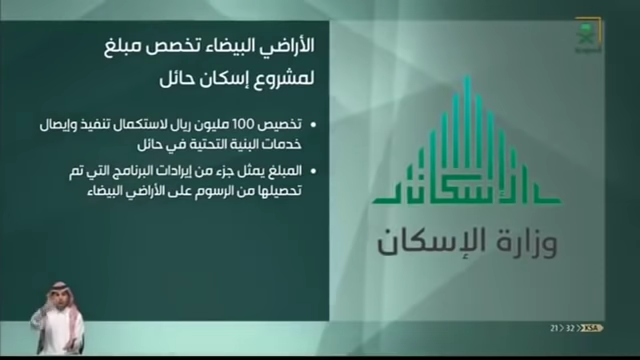 الأراضي البيضاء تخصص مبلغ
لمشروع إسكان حائل
• تخصيص 100 مليون ريال لاستكمال تنفيذ وإيصال
خدمات البنية التحتية في حائل
• المبلغ يمثل جزء من إيرادات البرنامج التي تم
تحصيلها من الرسوم على الأراضي البيضاء
الإسكان
وزارة الإسكان
السعودية
21:32 KSA